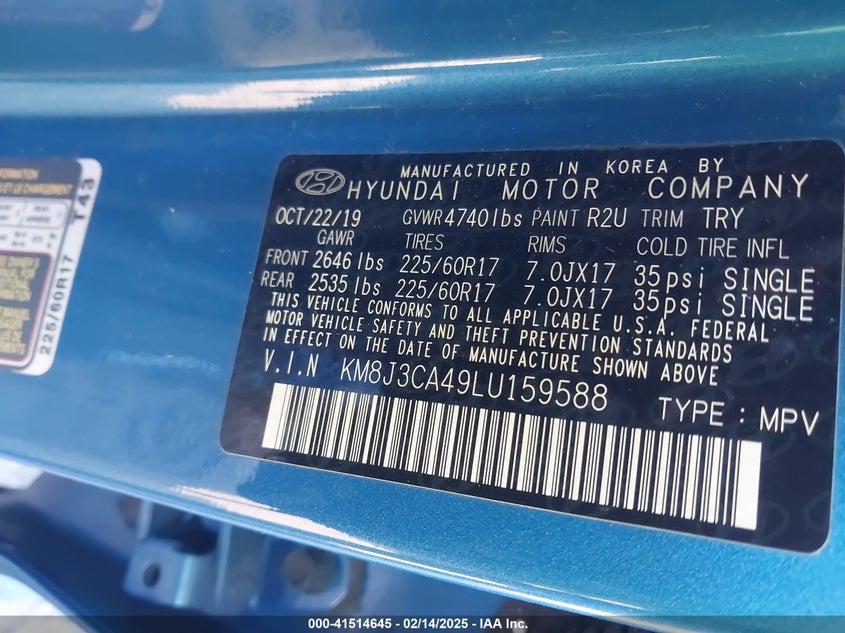 MANUFACTURED IN KOREA BY
HYUNDAI MOTOR COMPANY
OCT/22/19 GVWR 4740lbs PAINT R2U TRIM TRY
GAWR TIRES RIMS COLD TIRE INFL
FRONT 2646lbs 225/60R17 7.0JX17 35psi SINGLE
REAR 2535lbs 225/60R17 7.0JX17 35psi SINGLE
THIS VEHICLE CONFORMS TO ALL APPLICABLE U.S.A. FEDERAL
MOTOR VEHICLE SAFETY AND THEFT PREVENTION STANDARDS
IN EFFECT ON THE DATE OF MANUFACTURE SHOWN ABOVE
V.I.N KM8J3CA49LU159588
TYPE : MPV
T43
225/60R17
000-41514645 - 02/14/2025 - IAA Inc.